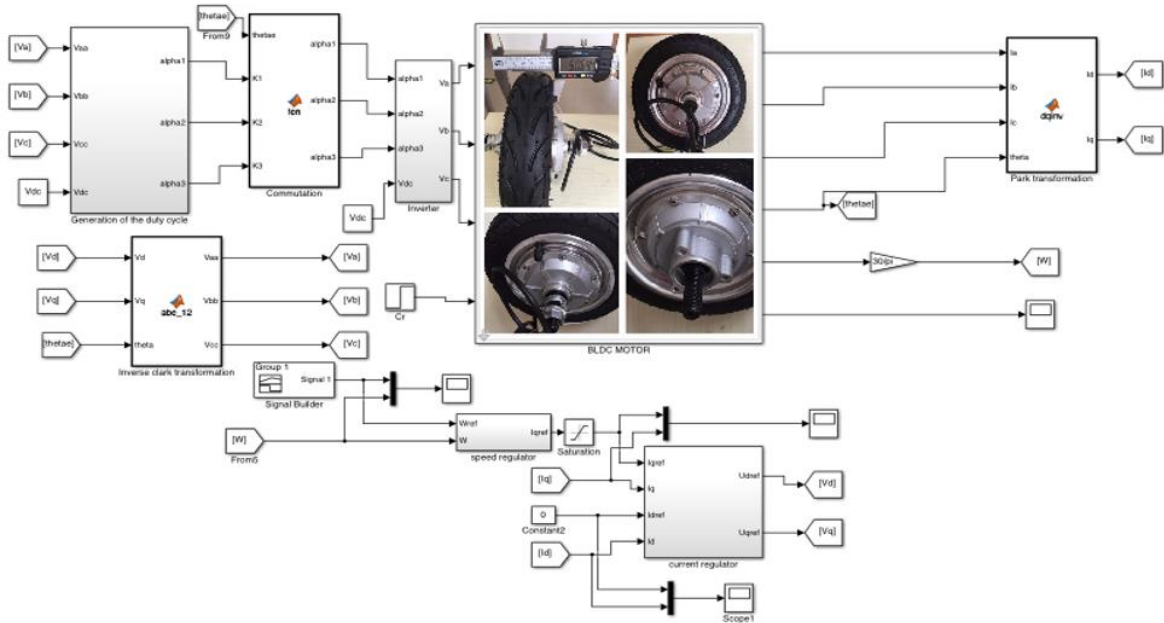 [thetae]
From9
[Va]
[Vb]
[Vc]
Vdc
Vaa
Vbb
Vcc
Vdc
alpha1
alpha2
alpha3
Generation of the duty cycle
thetae
K1
K2
K3
fcn
alpha1
alpha2
alpha3
Commutation
alpha1
alpha2
alpha3
Vdc
Va
Vb
Vc
Inverter
Vdc
Cr
BLDC MOTOR
Ia
Ib
Ic
theta
dqinv
Id
Iq
Park transformation
[Id]
[Iq]
[thetae]
30/pi
[W]
[Vd]
[Vq]
[thetae]
Vd
Vq
theta
abc_12
Vaa
Vbb
Vcc
Inverse clark transformation
[Va]
[Vb]
[Vc]
Group 1
Signal 1
Signal Builder
[W]
From5
Wref
W
Iqref
speed regulator
Saturation
[Iq]
0
Constant2
[Id]
Iqref
Iq
Idref
Id
Udref
Uqref
current regulator
[Vd]
[Vq]
Scope1